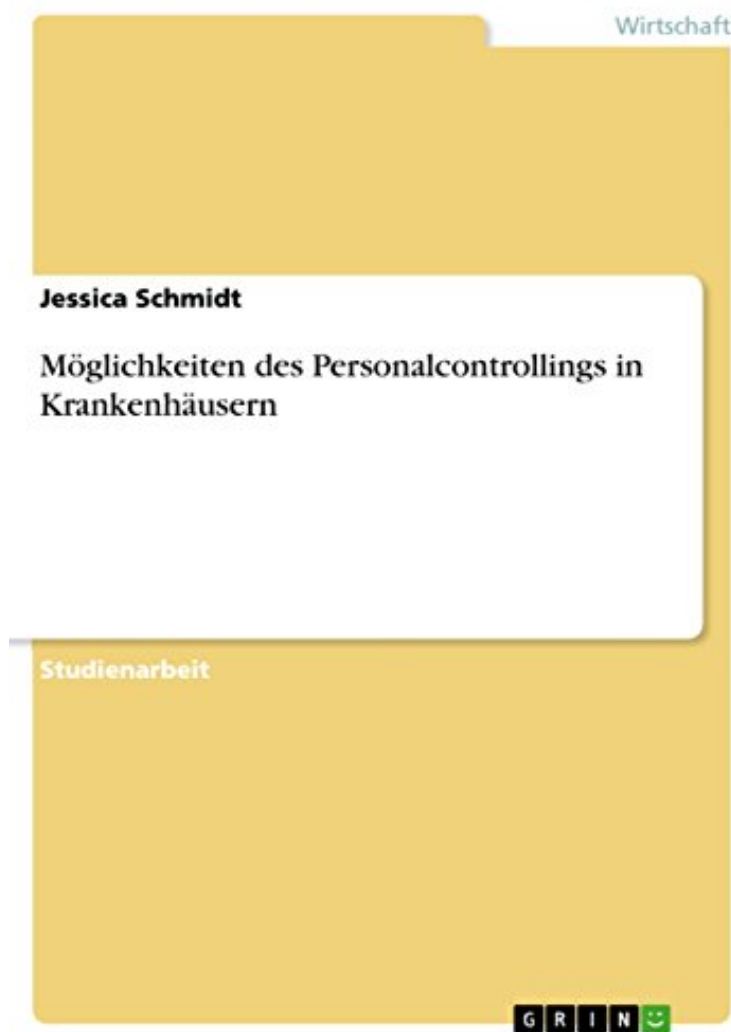 Wirtschaft
Jessica Schmidt
Möglichkeiten des Personalcontrollings in
Krankenhäusern
Studienarbeit
GRIN